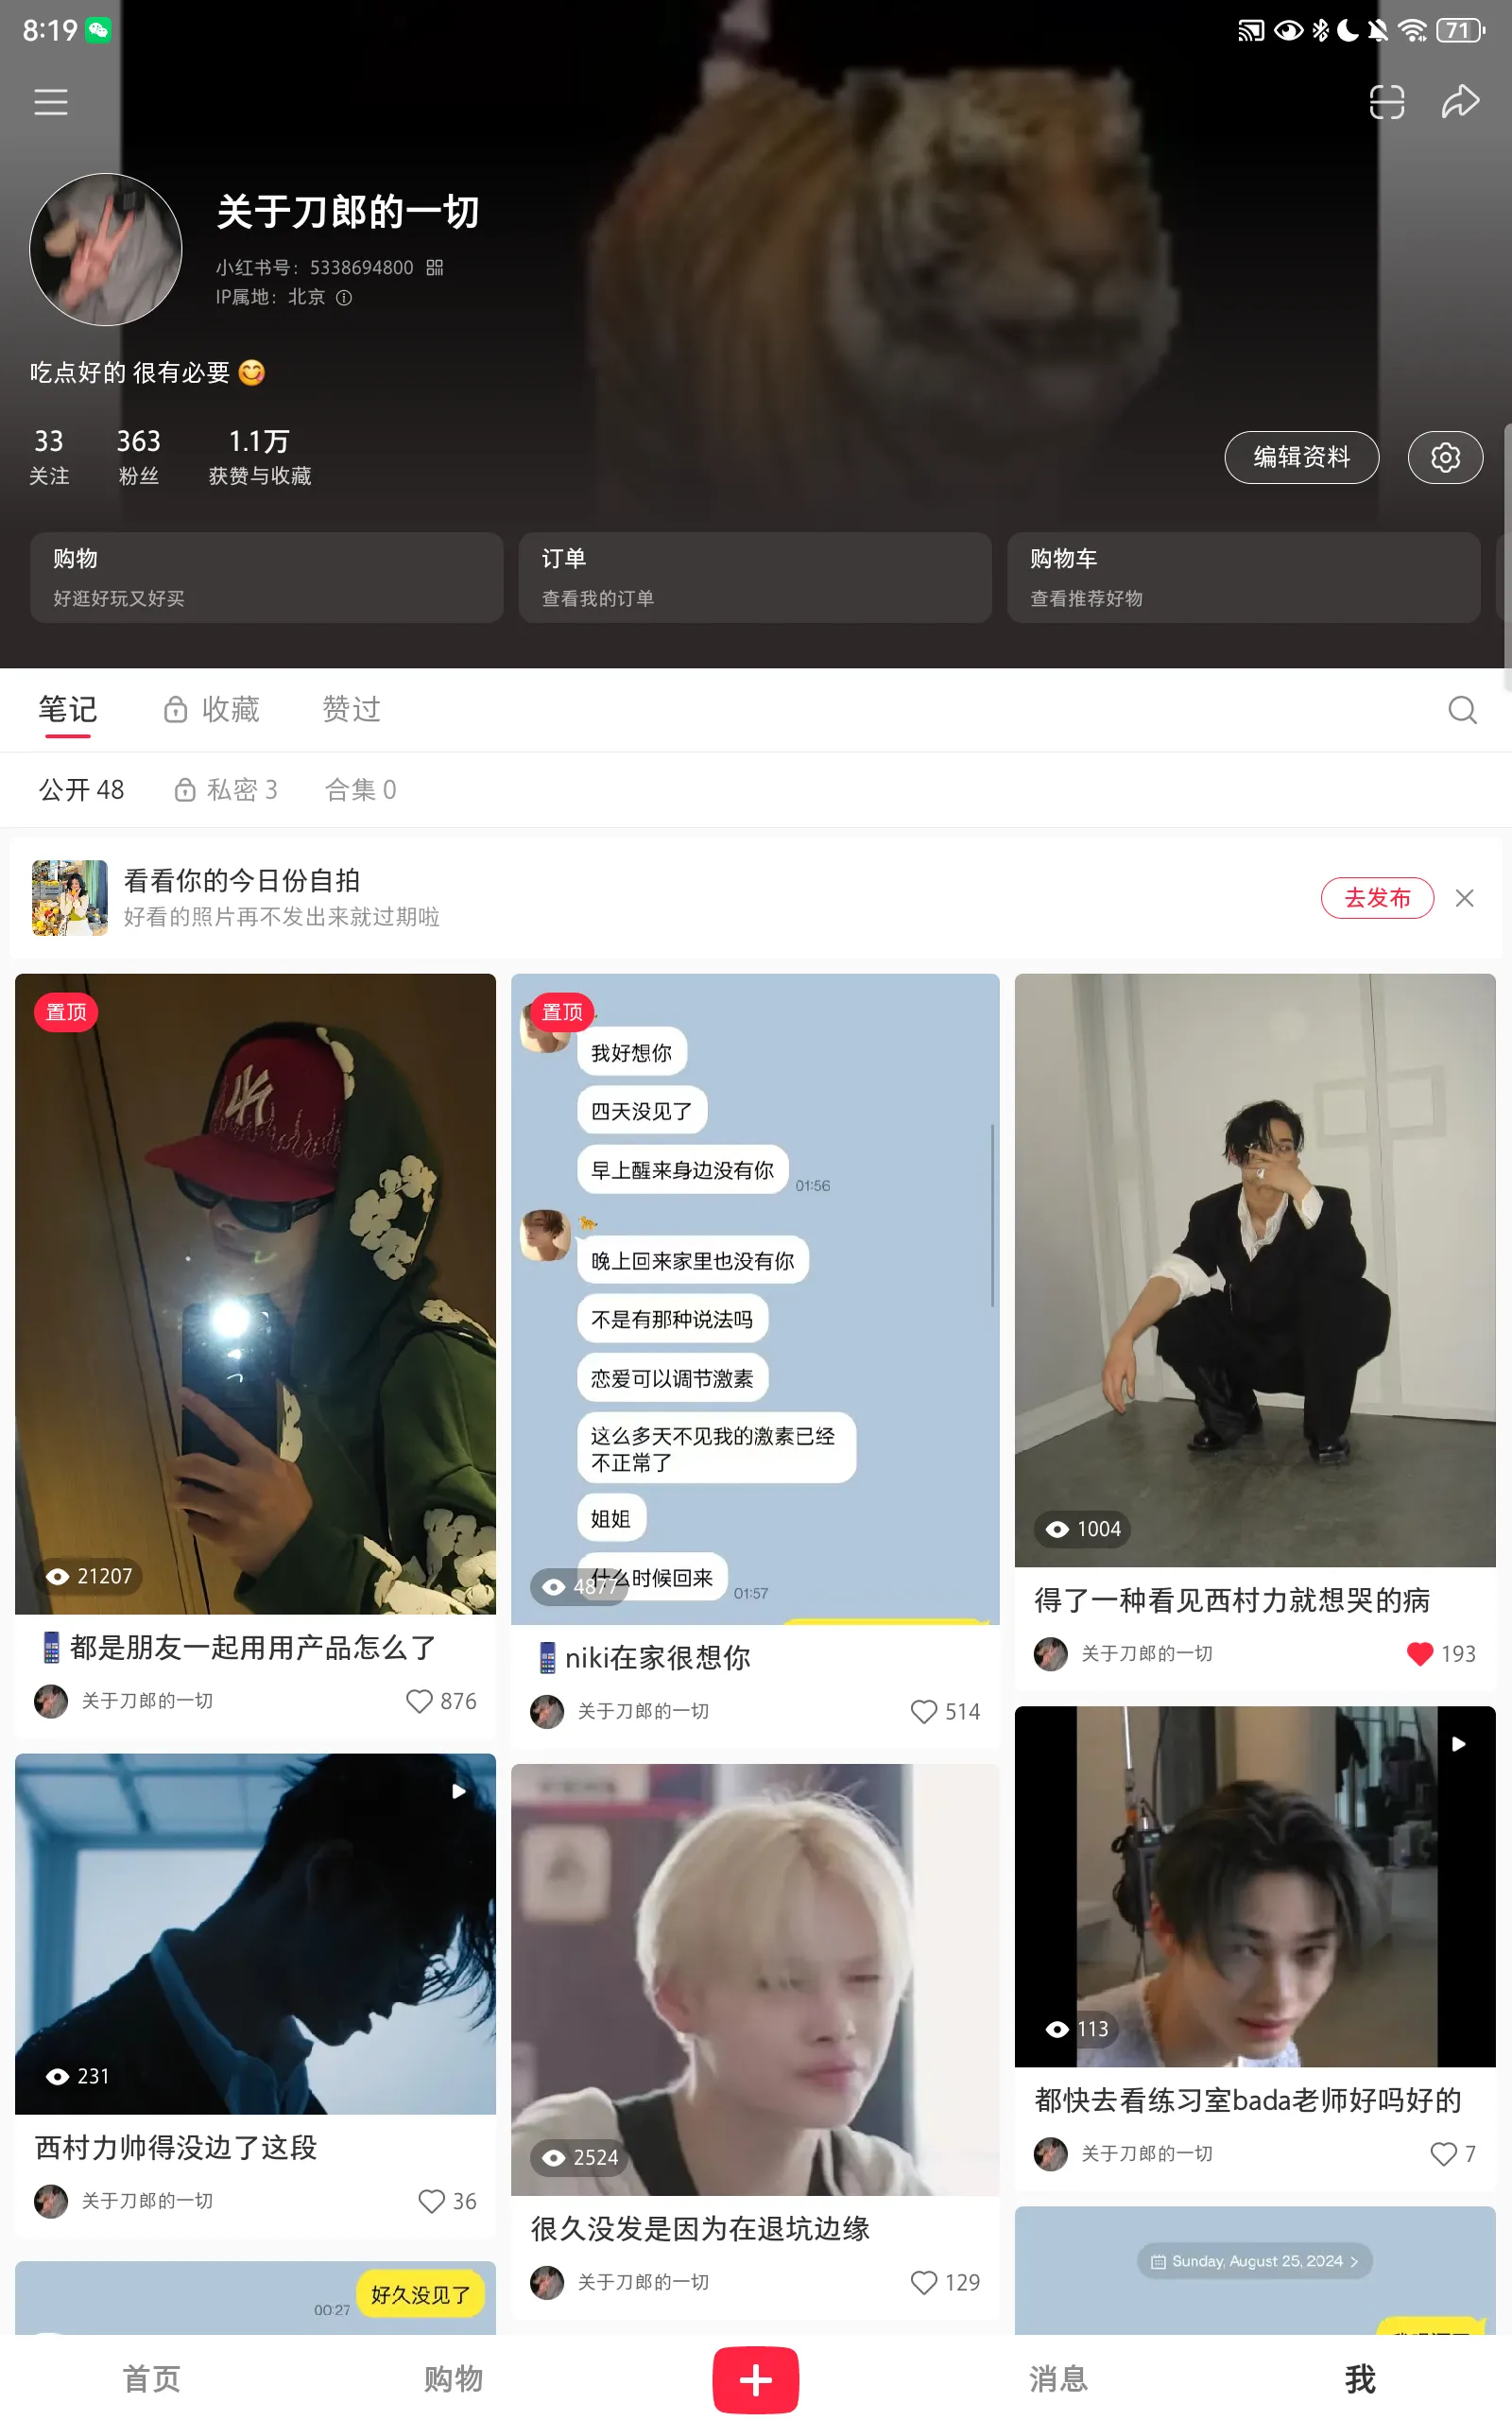 8:19
71
关于刀郎的一切
小红书号：5338694800
IP属地：北京
吃点好的 很有必要 😋
33
363
1.1万
关注
粉丝
获赞与收藏
编辑资料
购物
好逛好玩又好买
订单
查看我的订单
购物车
查看推荐好物
笔记
收藏
赞过
公开 48
私密 3
合集 0
看看你的今日份自拍
好看的照片再不发出来就过期啦
去发布
置顶
21207
📱都是朋友一起用用产品怎么了
关于刀郎的一切
876
置顶
我好想你
四天没见了
早上醒来身边没有你
01:56
晚上回来家里也没有你
不是有那种说法吗
恋爱可以调节激素
这么多天不见我的激素已经
不正常了
姐姐
什么时候回来
01:57
4877
📱niki在家很想你
关于刀郎的一切
514
1004
得了一种看见西村力就想哭的病
关于刀郎的一切
193
231
西村力帅得没边了这段
关于刀郎的一切
36
2524
很久没发是因为在退坑边缘
关于刀郎的一切
129
113
都快去看练习室bada老师好吗好的
关于刀郎的一切
7
好久没见了
00:27
Sunday, August 25, 2024
首页
购物
消息
我